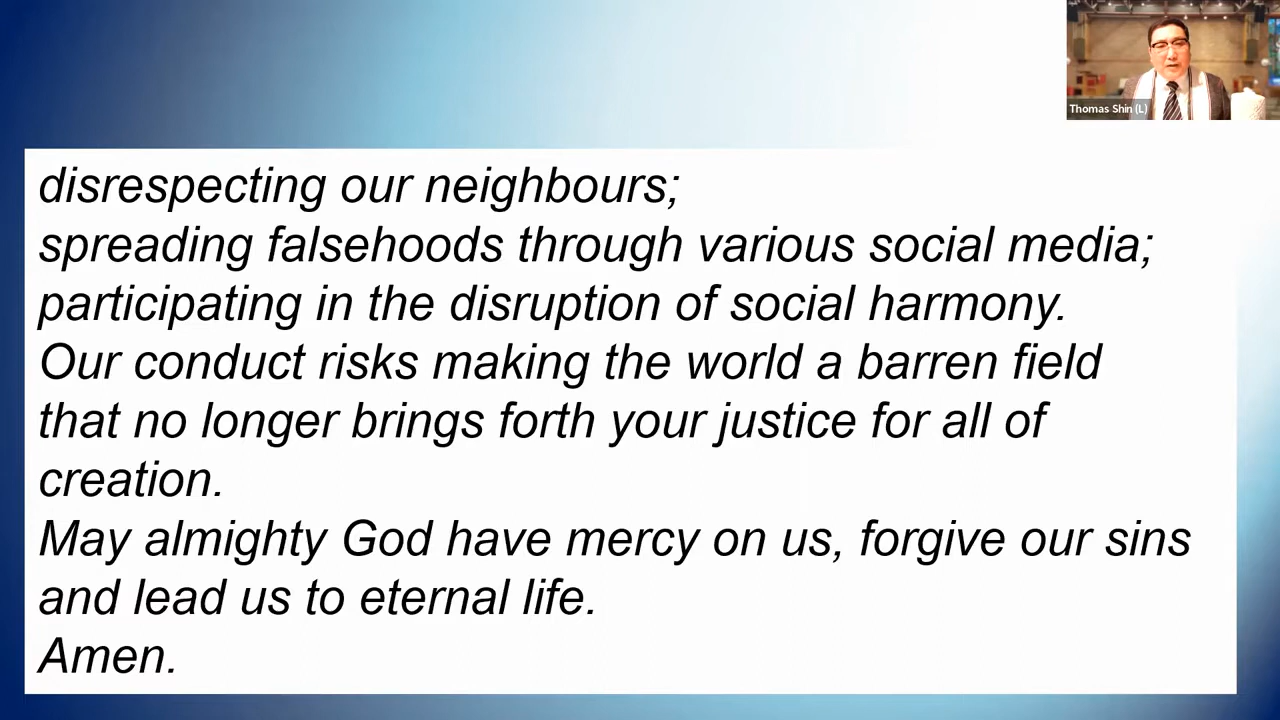 Thomas Shin (L)
disrespecting our neighbours;
spreading falsehoods through various social media;
participating in the disruption of social harmony.
Our conduct risks making the world a barren field
that no longer brings forth your justice for all of
creation.
May almighty God have mercy on us, forgive our sins
and lead us to eternal life.
Amen.